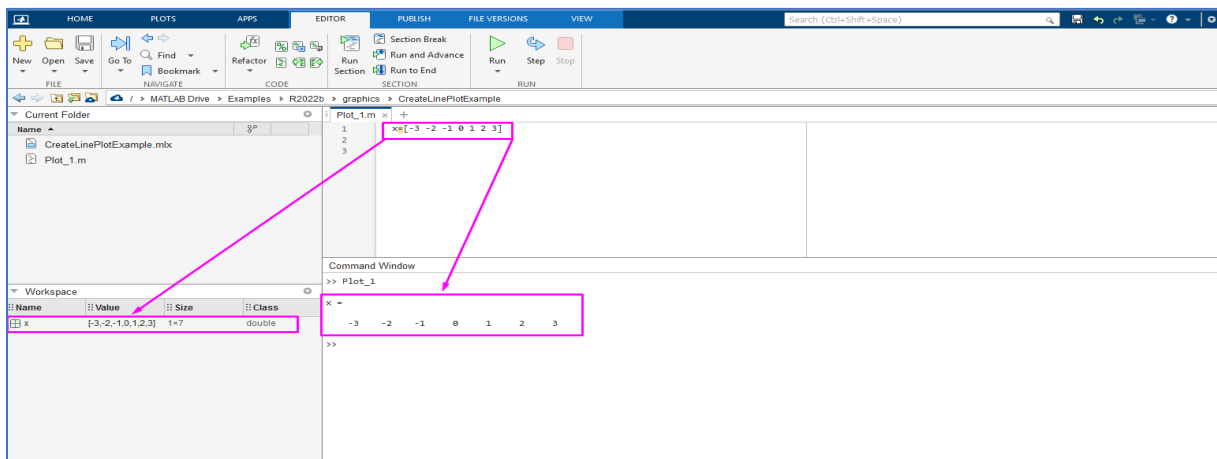 HOME PLOTS APPS EDITOR PUBLISH FILE VERSIONS VIEW Search (Ctrl+Shift+Space)
New Open Save Go To Find Bookmark Refactor Run Section Section Break Run and Advance Run to End Run Step Stop
FILE NAVIGATE CODE SECTION RUN
/ > MATLAB Drive > Examples > R2022b > graphics > CreateLinePlotExample
Current Folder
Name
CreateLinePlotExample.mlx
Plot_1.m
Plot_1.m × +
1 x=[-3 -2 -1 0 1 2 3]
2
3
Workspace
Name Value Size Class
x [-3,-2,-1,0,1,2,3] 1×7 double
Command Window
>> Plot_1
x =
-3 -2 -1 0 1 2 3
>>